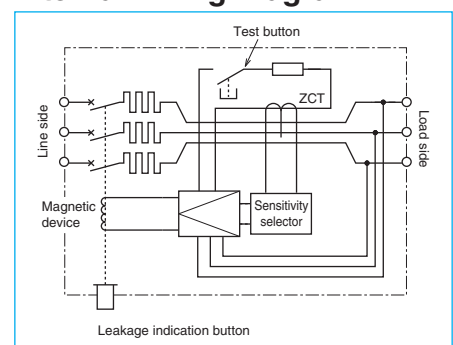 Test button
ZCT
Line side
Load side
Magnetic
device
Sensitivity
selector
Leakage indication button